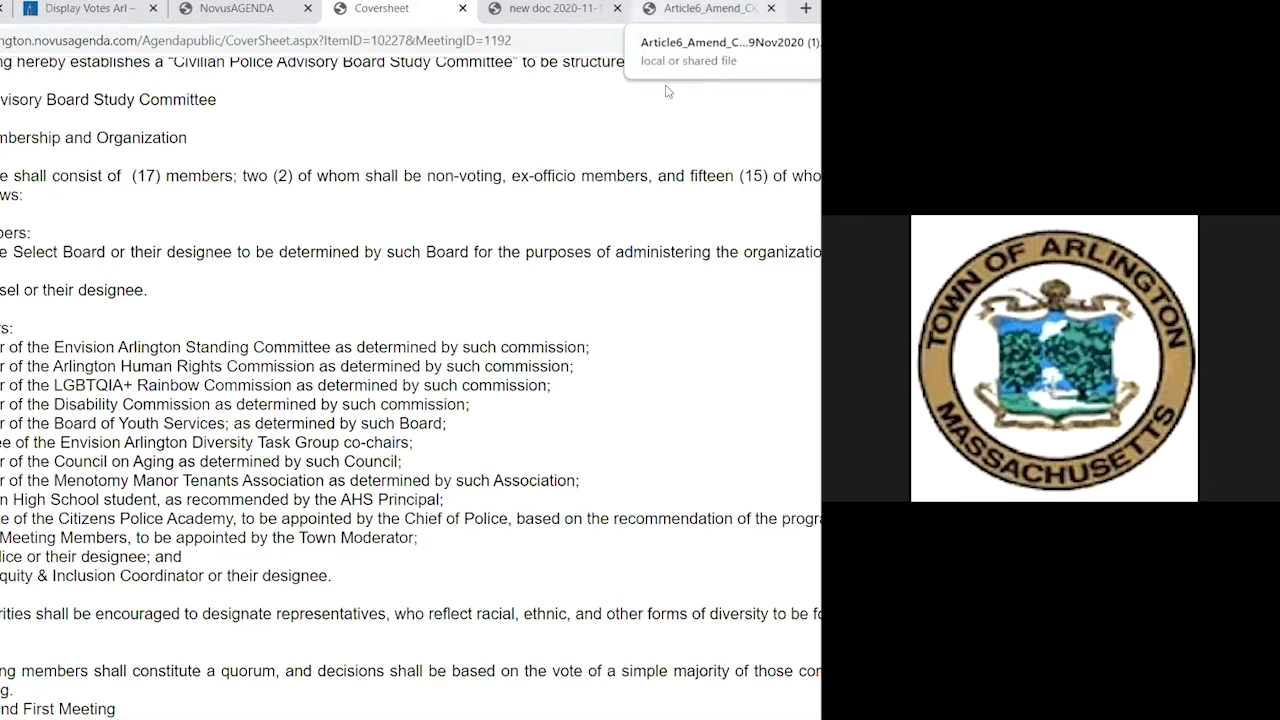 Display Votes Arl –
NovusAGENDA
Coversheet
new doc 2020-11-1
Article6_Amend_CK
ngton.novusagenda.com/Agendapublic/CoverSheet.aspx?ItemID=10227&MeetingID=1192
Article6_Amend_C...9Nov2020 (1)
local or shared file
ng hereby establishes a “Civilian Police Advisory Board Study Committee” to be structure
visory Board Study Committee
mbership and Organization
e shall consist of (17) members; two (2) of whom shall be non-voting, ex-officio members, and fifteen (15) of who
ws:
bers:
e Select Board or their designee to be determined by such Board for the purposes of administering the organizatio
sel or their designee.
rs:
r of the Envision Arlington Standing Committee as determined by such commission;
r of the Arlington Human Rights Commission as determined by such commission;
r of the LGBTQIA+ Rainbow Commission as determined by such commission;
r of the Disability Commission as determined by such commission;
r of the Board of Youth Services; as determined by such Board;
ee of the Envision Arlington Diversity Task Group co-chairs;
r of the Council on Aging as determined by such Council;
r of the Menotomy Manor Tenants Association as determined by such Association;
n High School student, as recommended by the AHS Principal;
e of the Citizens Police Academy, to be appointed by the Chief of Police, based on the recommendation of the progra
Meeting Members, to be appointed by the Town Moderator;
lice or their designee; and
quity & Inclusion Coordinator or their designee.
rities shall be encouraged to designate representatives, who reflect racial, ethnic, and other forms of diversity to be fo
ng members shall constitute a quorum, and decisions shall be based on the vote of a simple majority of those con
g.
nd First Meeting
TOWN OF ARLINGTON
MASSACHUSETTS